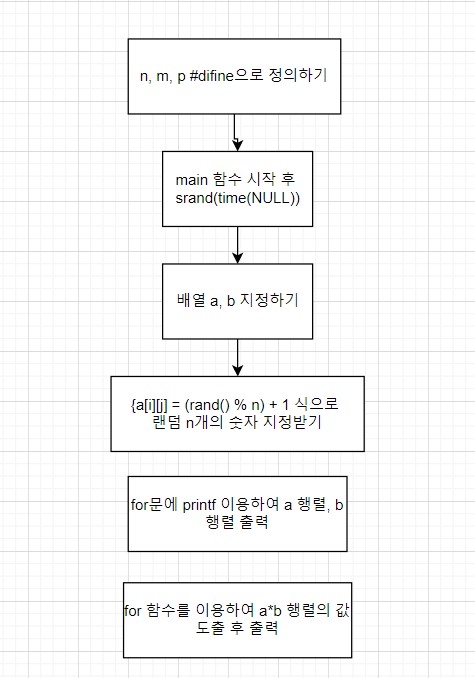 n, m, p #difine으로 정의하기
main 함수 시작 후
srand(time(NULL))
배열 a, b 지정하기
{a[i][j] = (rand() % n) + 1 식으로
랜덤 n개의 숫자 지정받기
for문에 printf 이용하여 a 행렬, b
행렬 출력
for 함수를 이용하여 a*b 행렬의 값
도출 후 출력